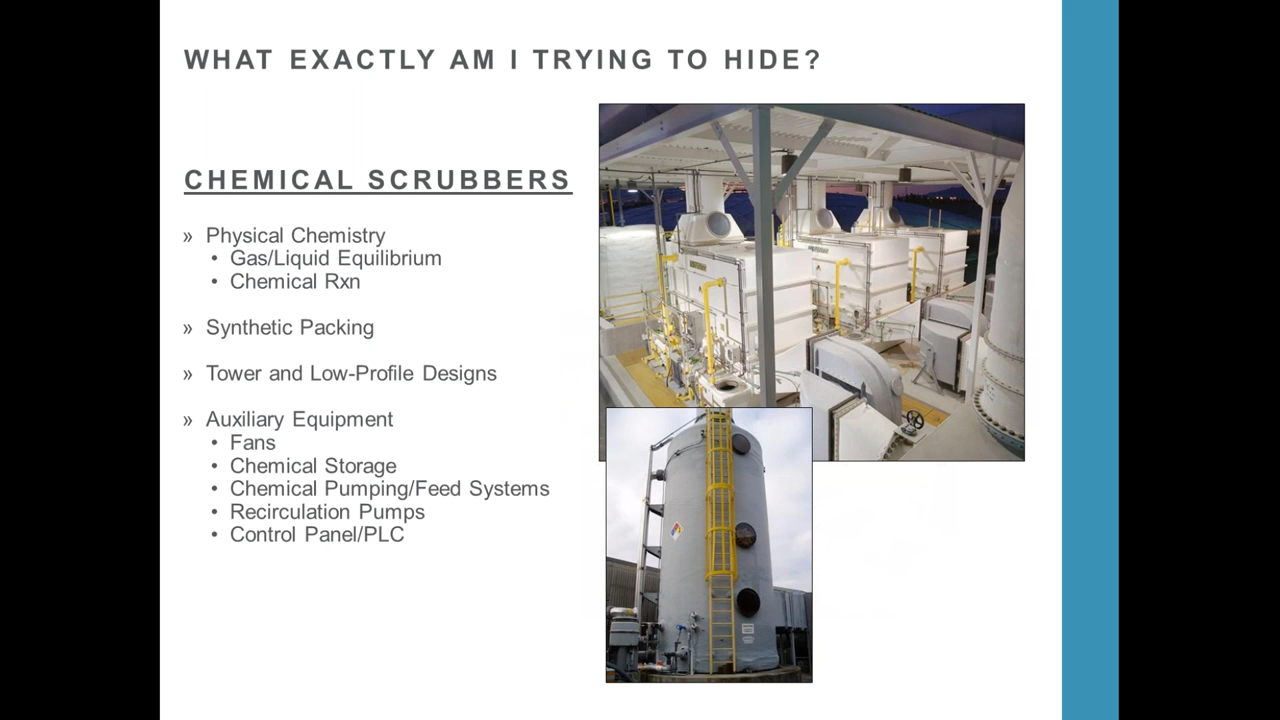 WHAT EXACTLY AM I TRYING TO HIDE?
CHEMICAL SCRUBBERS
» Physical Chemistry
• Gas/Liquid Equilibrium
• Chemical Rxn
» Synthetic Packing
» Tower and Low-Profile Designs
» Auxiliary Equipment
• Fans
• Chemical Storage
• Chemical Pumping/Feed Systems
• Recirculation Pumps
• Control Panel/PLC